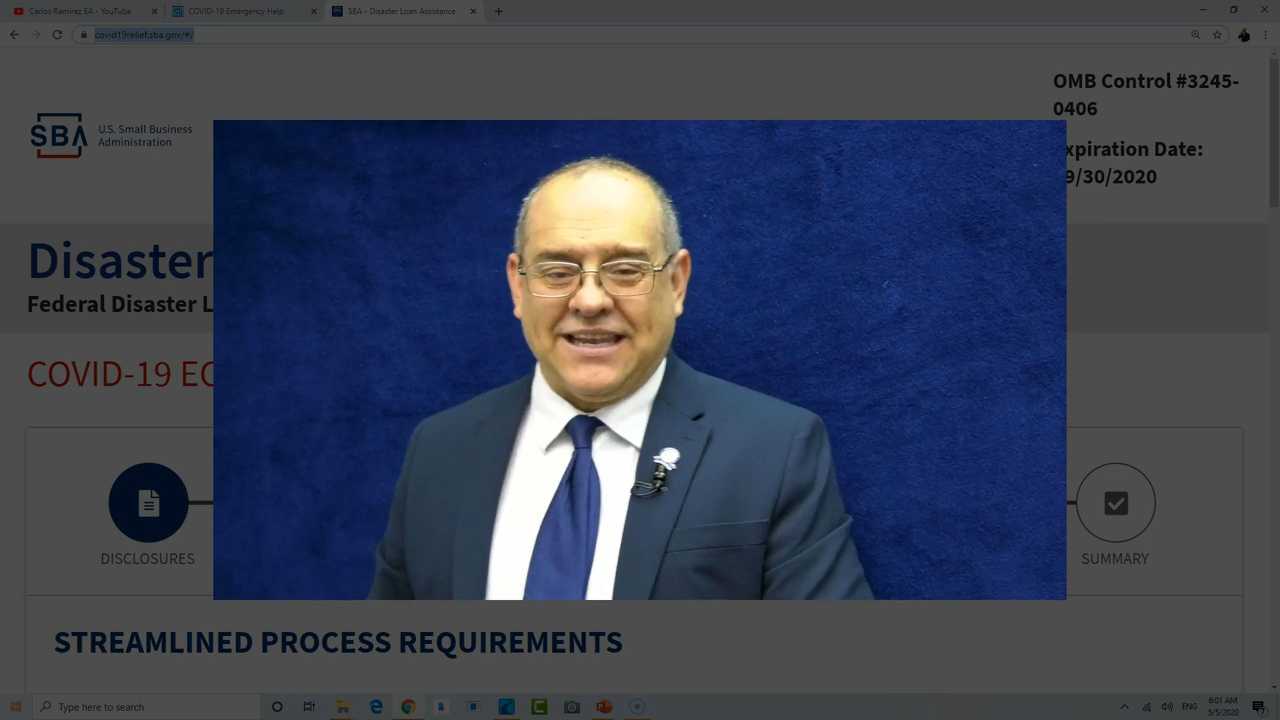 Carlos Ramirez EA - YouTube
COVID-19 Emergency Help
SBA - Disaster Loan Assistance
covid19relief.sba.gov/#/
OMB Control #3245-
0406
SBA
U.S. Small Business
Administration
xpiration Date:
9/30/2020
Disaster
Federal Disaster L
COVID-19 EC
DISCLOSURES
SUMMARY
STREAMLINED PROCESS REQUIREMENTS
Type here to search
ENG
6:01 AM
5/5/2020